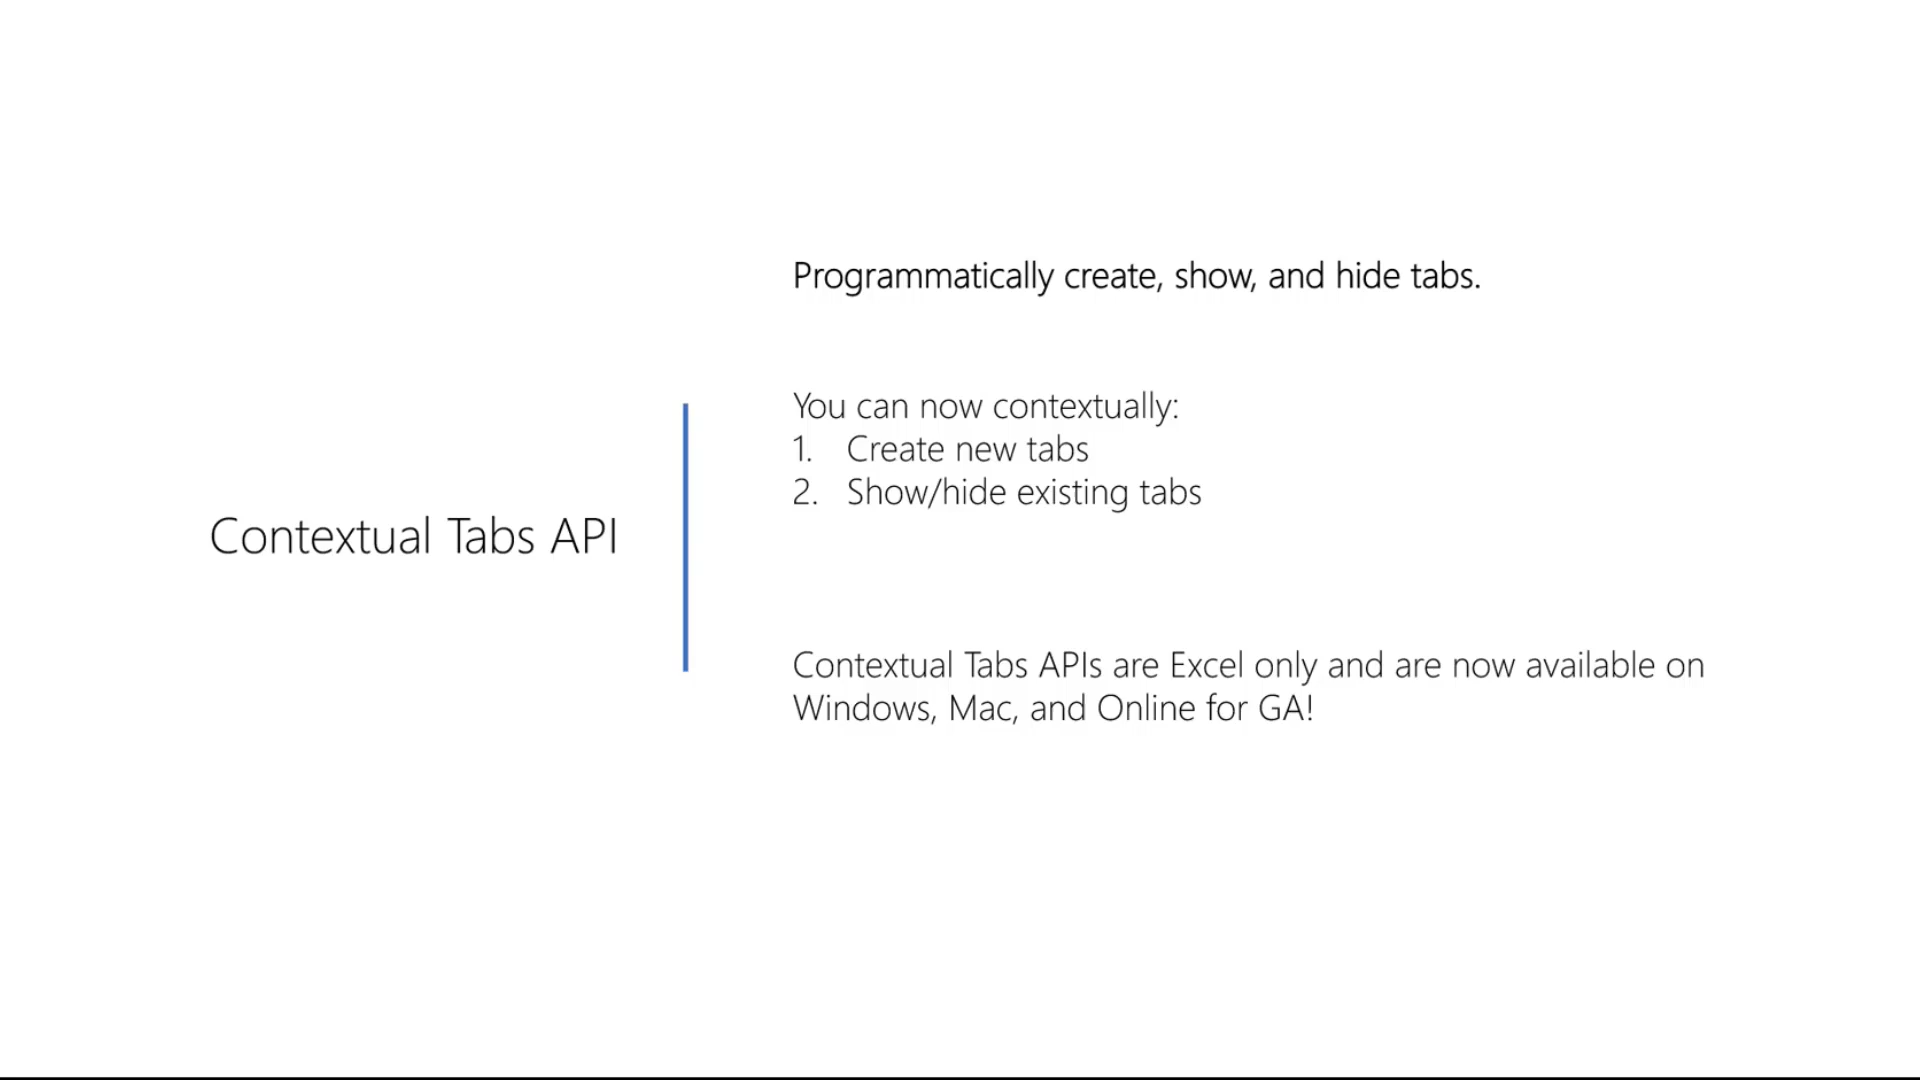 Contextual Tabs API
Programmatically create, show, and hide tabs.
You can now contextually:
1. Create new tabs
2. Show/hide existing tabs
Contextual Tabs APIs are Excel only and are now available on
Windows, Mac, and Online for GA!